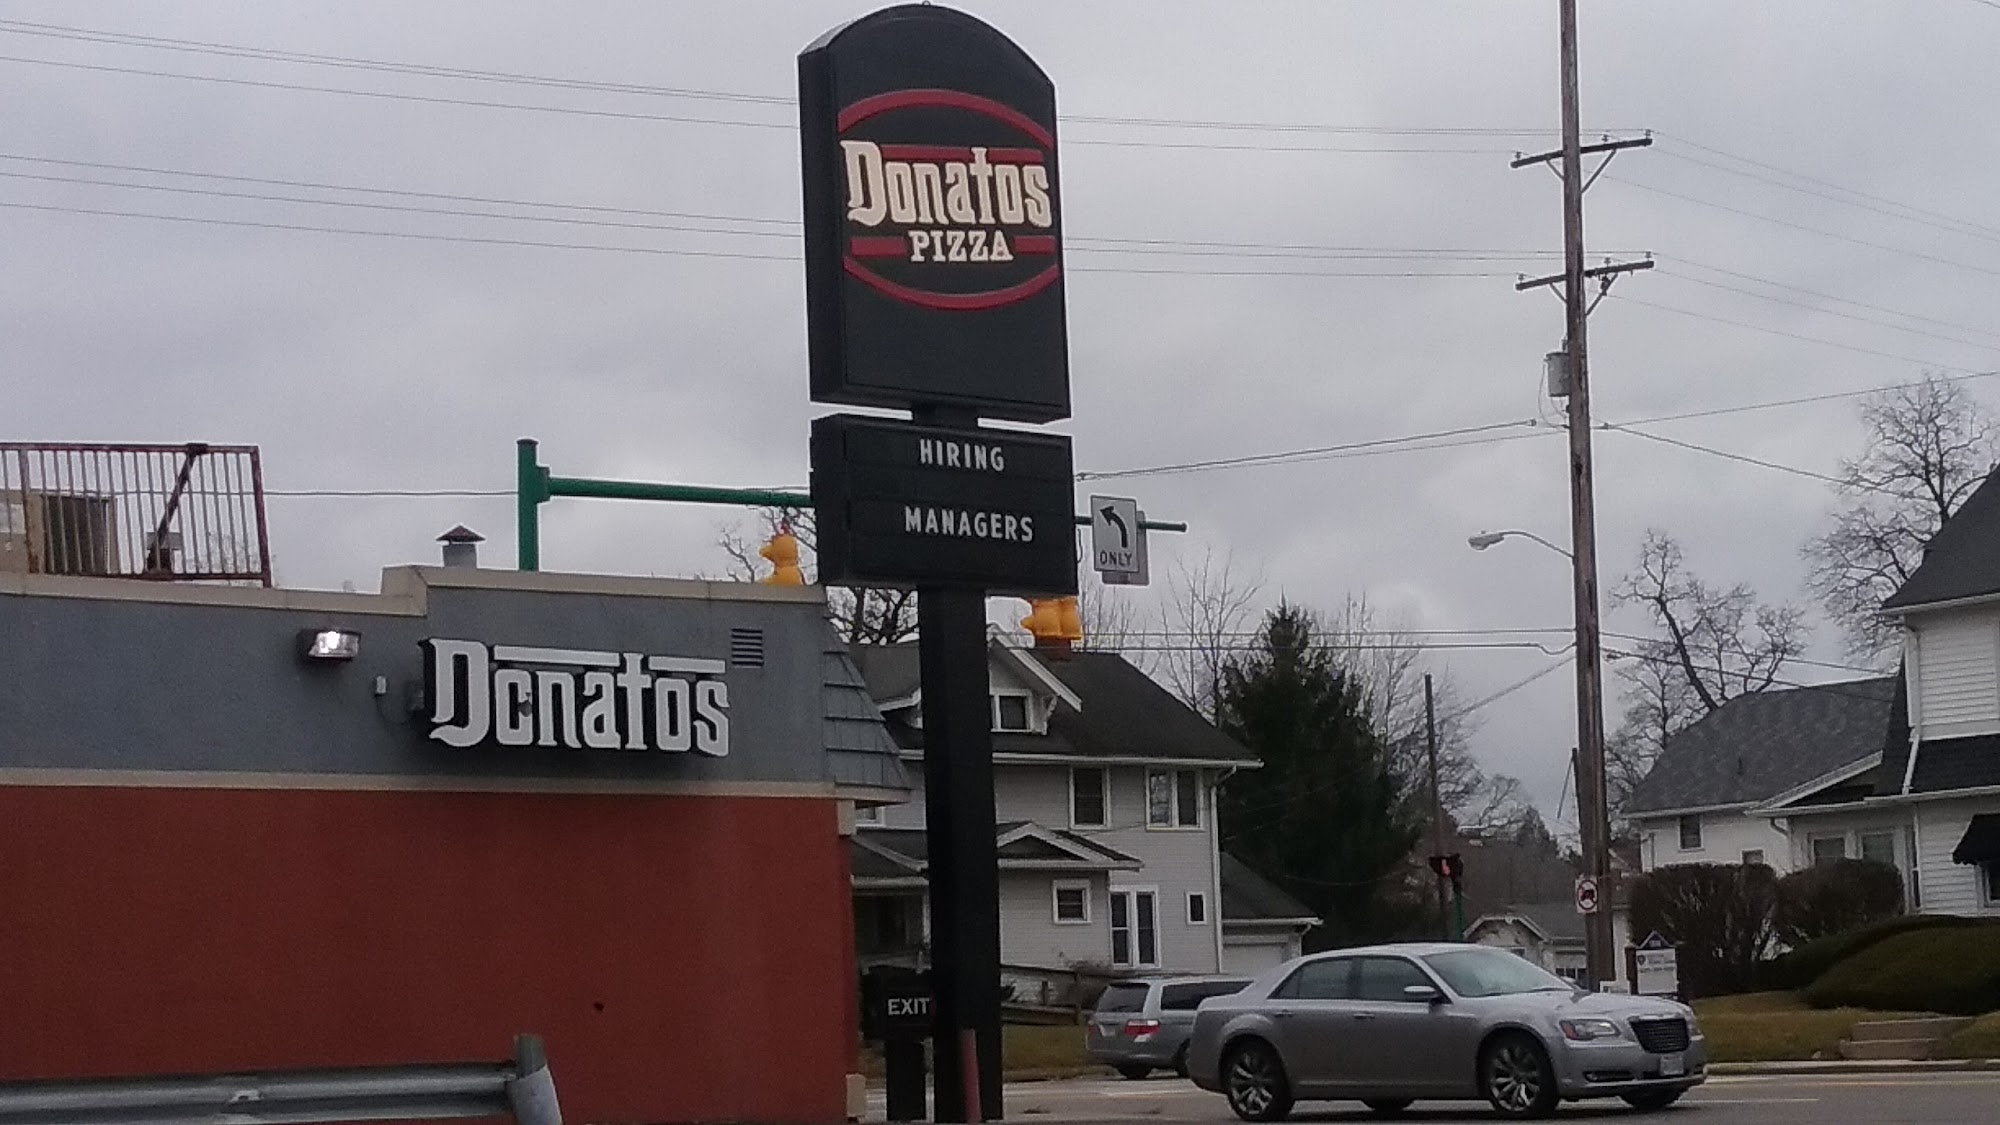 Donatos
PIZZA
HIRING
MANAGERS
ONLY
Donatos
EXIT